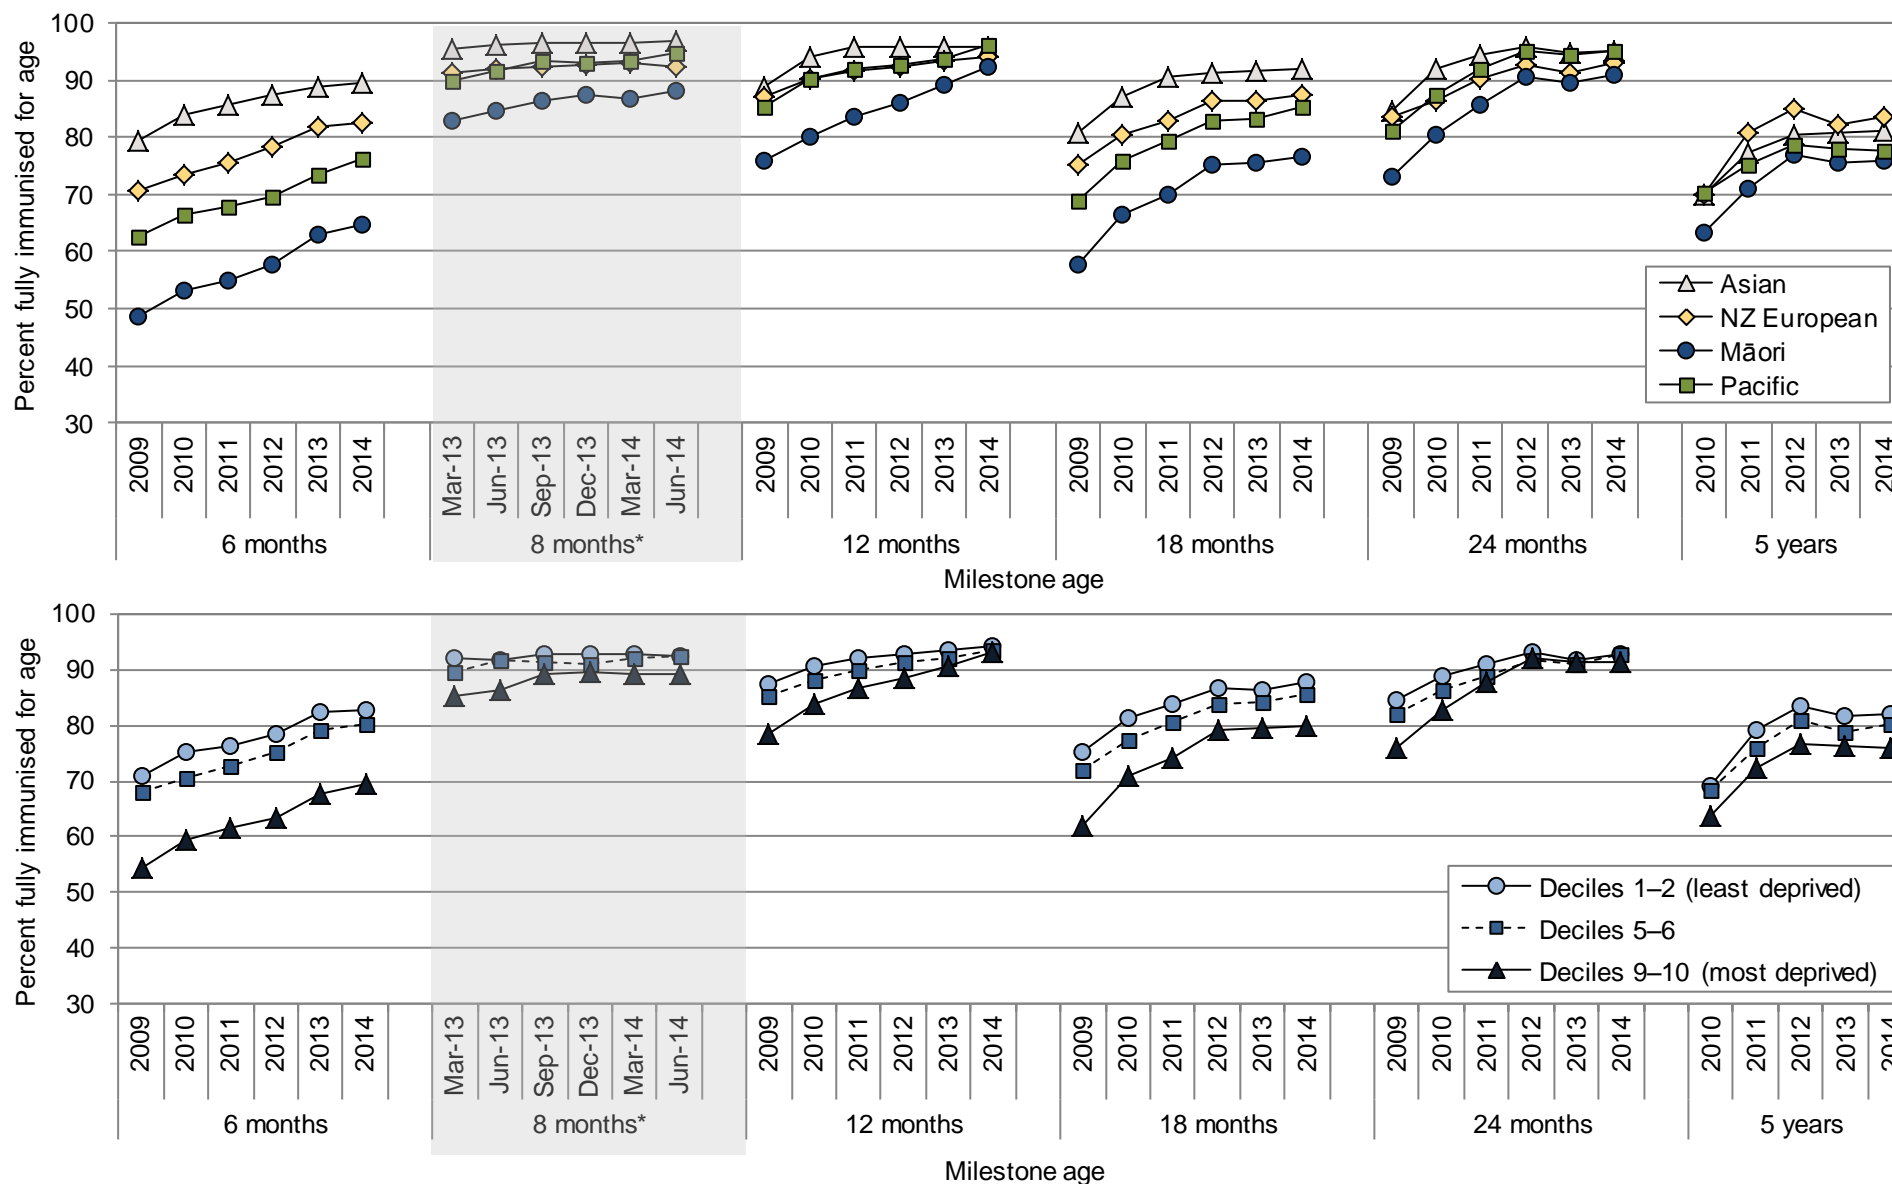 Percent fully immunised for age
100
90
80
70
60
50
40
30
Asian
NZ European
Māori
Pacific
2009 2010 2011 2012 2013 2014 Mar-13 Jun-13 Sep-13 Dec-13 Mar-14 Jun-14 2009 2010 2011 2012 2013 2014 2009 2010 2011 2012 2013 2014 2009 2010 2011 2012 2013 2014 2010 2011 2012 2013 2014
6 months 8 months* 12 months 18 months 24 months 5 years
Milestone age
Percent fully immunised for age
100
90
80
70
60
50
40
30
Deciles 1–2 (least deprived)
Deciles 5–6
Deciles 9–10 (most deprived)
2009 2010 2011 2012 2013 2014 Mar-13 Jun-13 Sep-13 Dec-13 Mar-14 Jun-14 2009 2010 2011 2012 2013 2014 2009 2010 2011 2012 2013 2014 2009 2010 2011 2012 2013 2014 2010 2011 2012 2013 2014
6 months 8 months* 12 months 18 months 24 months 5 years
Milestone age